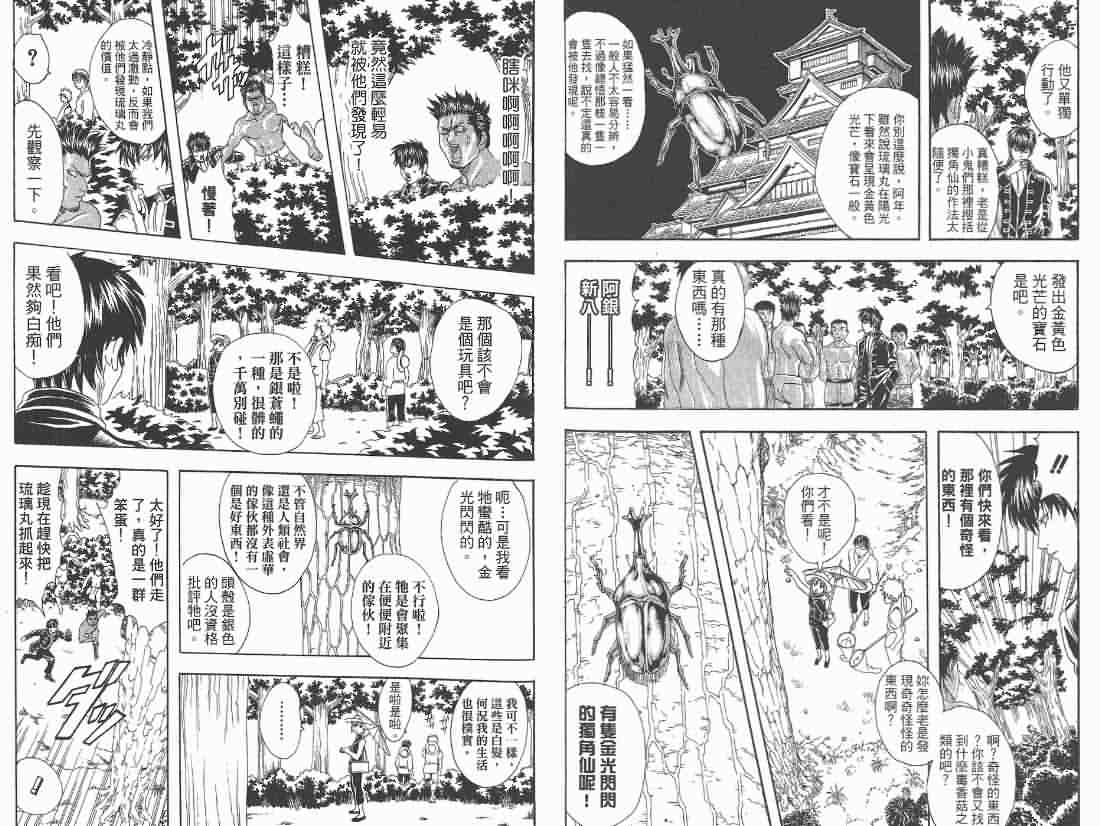 他又單獨
行動了。
真糟糕，老是從
小鬼們那裡搜括
獨角仙的作法太
隨便了。
你別這麼說，阿年。
雖然說琉璃丸在陽光
下看來會呈現金黃色
光芒，像寶石一般。
如果猛然一看……
一般人不太容易分辨，
不過像總悟那樣一隻一
隻去找，說不定還真的
會被他發現呢。
發出金黃色
光芒的寶石
是吧。
真的有那種
東西嗎……
阿銀——！
新八——！
!!
你們快來看，
那裡有個奇怪
的東西！
啊？奇怪的東西
？你該不會又找
到什麼毒香菇之
類的吧？
才不是呢！
你們看！
妳怎麼老是發
現奇奇怪怪的
東西啊？
有隻金光閃閃
的獨角仙呢！
瞎咪啊啊啊啊啊！
竟然這麼輕易
就被他們發現了！
糟糕！
這樣子…
慢著！
冷靜點，如果我們
太過激動，反而會
被他們發現琉璃丸
的價值。
？
先觀察一下。
那個該不會
是個玩具吧？
不是啦！
那是銀蒼蠅的
一種，很髒的
，千萬別碰！
看吧！他們
果然夠白痴！
呃…可是我看
牠蠻酷的，金
光閃閃的。
不行啦！
牠是會聚集
在便便附近
的傢伙！
不管自然界
還是人類社會，
像這種外表虛華
的傢伙都沒有一
個是好東西！
頭殼是銀色
的人沒資格
批評牠吧。
我可不一樣，
這些是白髮，
何況我的生活
也很樸實。
是啦是啦。
………
太好了！他們走
了，真的是一群
笨蛋！
趁現在趕快把
琉璃丸抓起來！
！